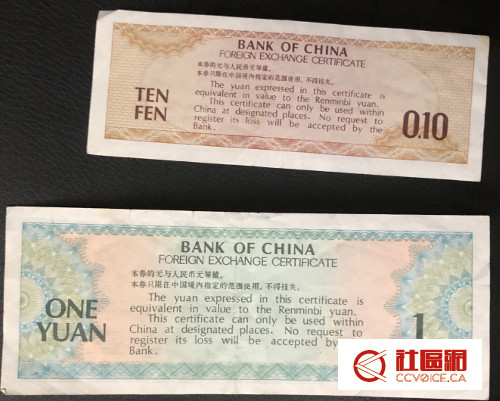 BANK OF CHINA
FOREIGN EXCHANGE CERTIFICATE
本券的元与人民币元等值。
本券只限在中国境内指定的范围使用,不得挂失。
TEN
FEN
The yuan expressed in this certificate is
equivalent in value to the Renminbi yuan.
This certificate can only be used within
China at designated places. No request to
register its loss will be accepted by the
Bank.
0.10
BANK OF CHINA
FOREIGN EXCHANGE CERTIFICATE
本券的元与人民币元等值。
本券只限在中国境内指定的范围使用,不得挂失。
ONE
YUAN
The yuan expressed in this certificate is
equivalent in value to the Renminbi yuan.
This certificate can only be used within
China at designated places. No request to
register its loss will be accepted by the
Bank.
1
社區網
CCVOICE.CA